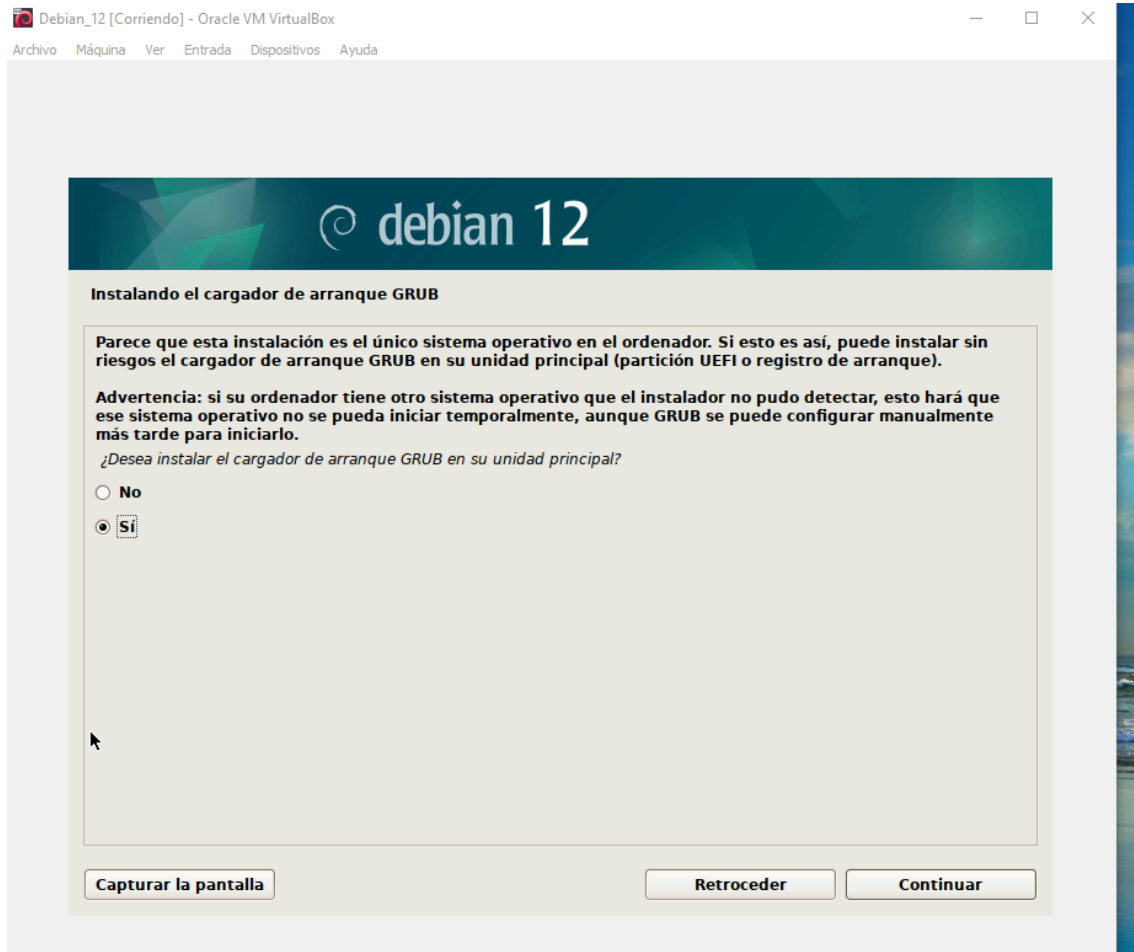 Debian_12 [Corriendo] - Oracle VM VirtualBox
Archivo Máquina Ver Entrada Dispositivos Ayuda
debian 12
Instalando el cargador de arranque GRUB
Parece que esta instalación es el único sistema operativo en el ordenador. Si esto es así, puede instalar sin
riesgos el cargador de arranque GRUB en su unidad principal (partición UEFI o registro de arranque).
Advertencia: si su ordenador tiene otro sistema operativo que el instalador no pudo detectar, esto hará que
ese sistema operativo no se pueda iniciar temporalmente, aunque GRUB se puede configurar manualmente
más tarde para iniciarlo.
¿Desea instalar el cargador de arranque GRUB en su unidad principal?
No
Sí
Capturar la pantalla Retroceder Continuar